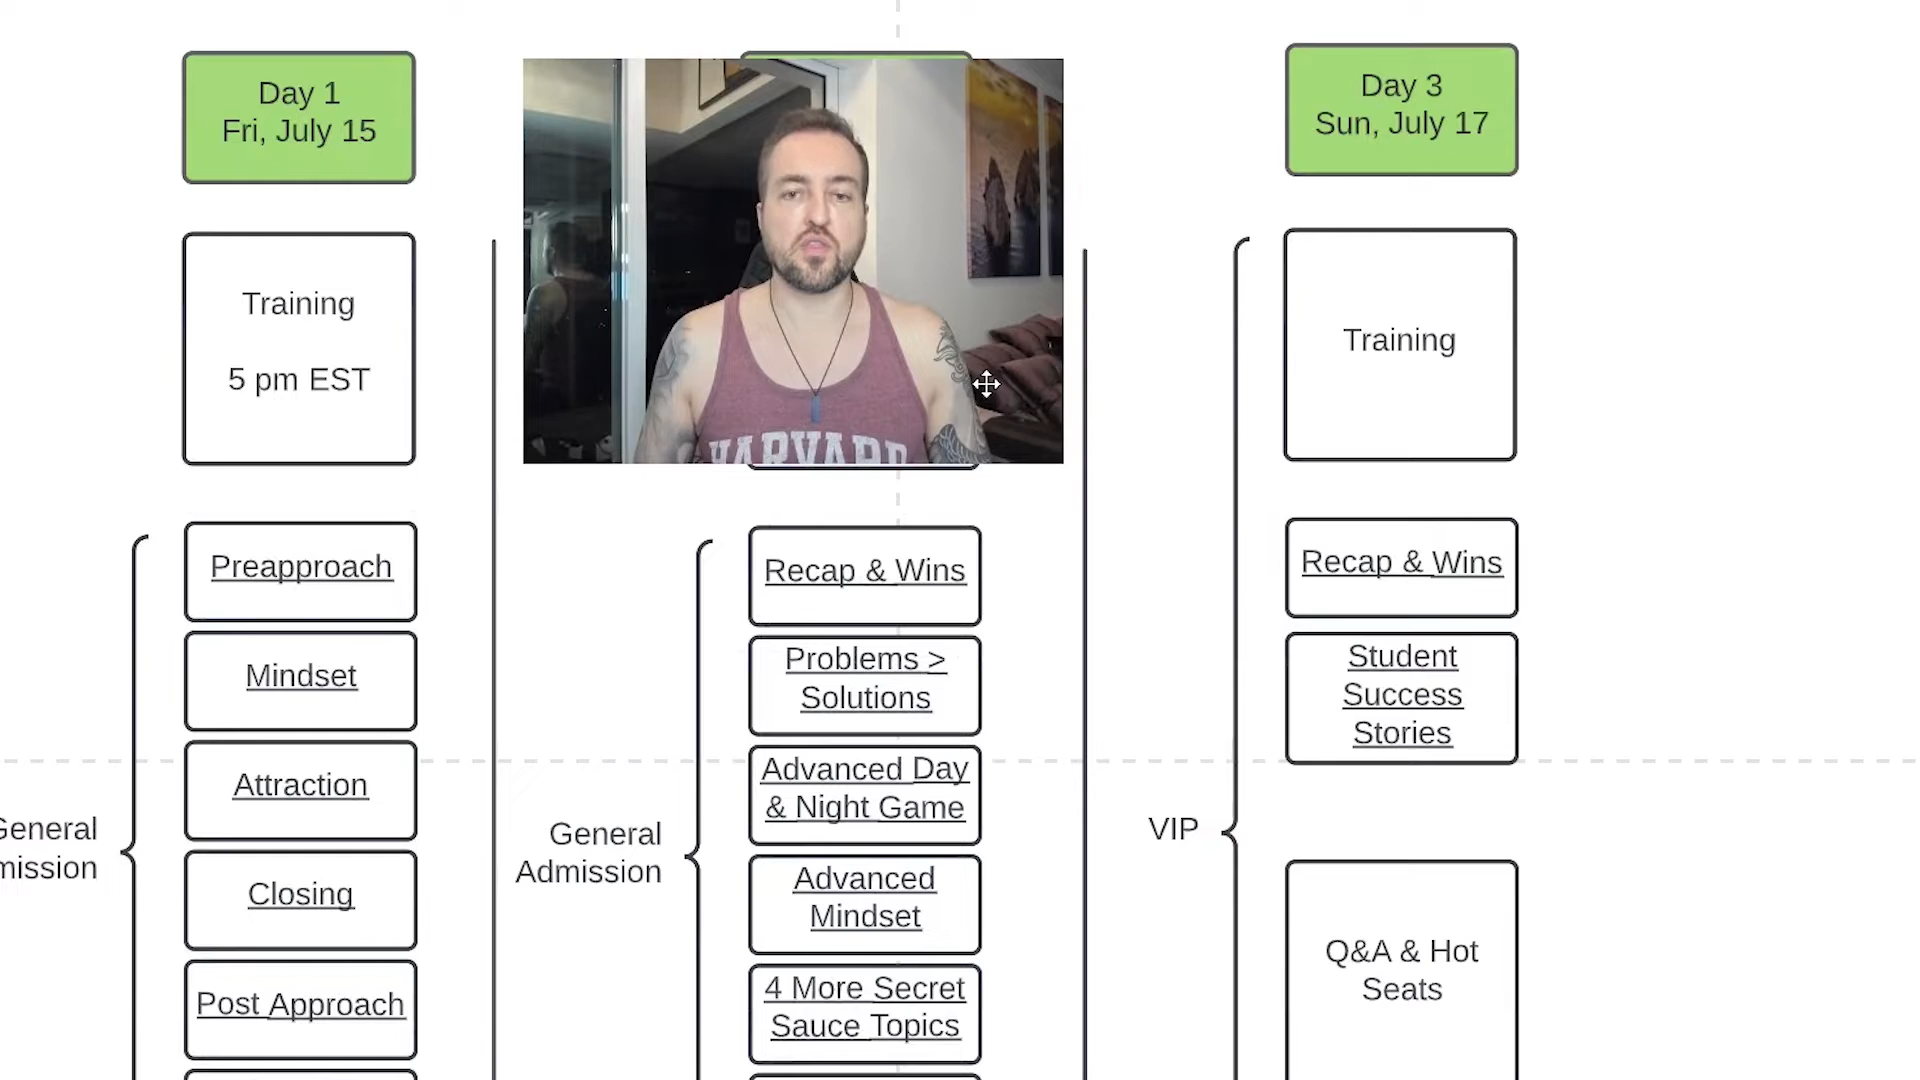 Day 1
Fri, July 15
Training
5 pm EST
Preapproach
Mindset
Attraction
Closing
Post Approach
General
mission
HARVARD
Recap & Wins
Problems >
Solutions
Advanced Day
& Night Game
Advanced
Mindset
4 More Secret
Sauce Topics
General
Admission
Day 3
Sun, July 17
Training
Recap & Wins
Student
Success
Stories
Q&A & Hot
Seats
VIP